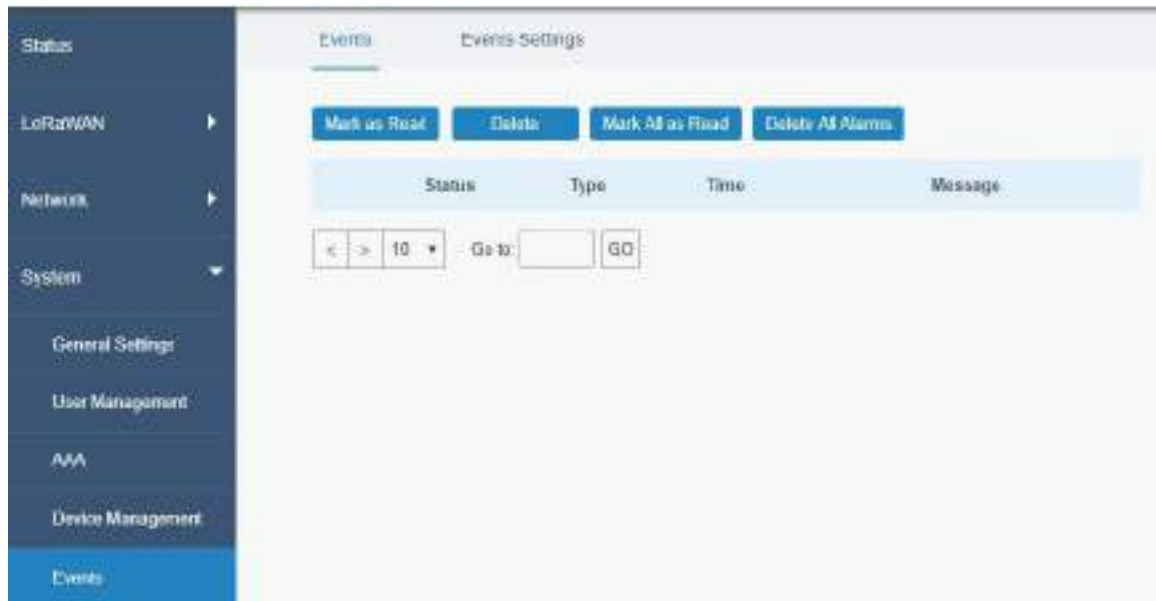 Status
LoRaWAN
Network
System
General Settings
User Management
AAA
Device Management
Events
Events Events Settings
Mark as Read Delete Mark All as Read Delete All Alarms
Status Type Time Message
< > 10 Go to: GO